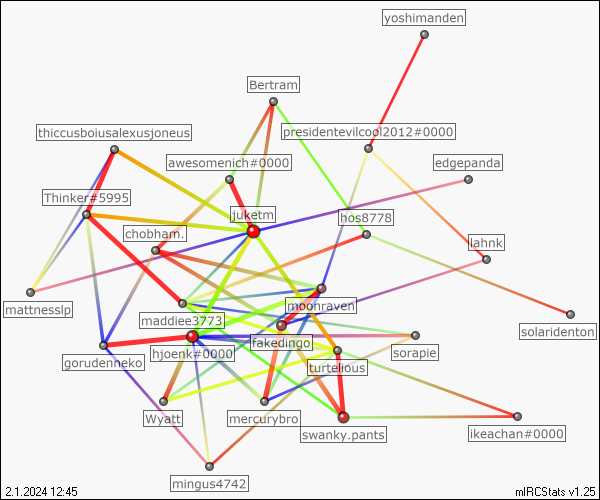 yoshimanden
Bertram
thiccusboiusalexusjoneus
presidentevilcool2012#0000
awesomenich#0000
edgepanda
Thinker#5995
juketm
hos8778
chobham.
lahnk
mattnesslp
moonraven
maddiee3773
solaridenton
fakedingo
hjoenk#0000
sorapie
gorudenneko
turtelious
Wyatt
mercurybro
swanky.pants
ikeachan#0000
mingus4742
2.1.2024 12:45
mIRCStats v1.25